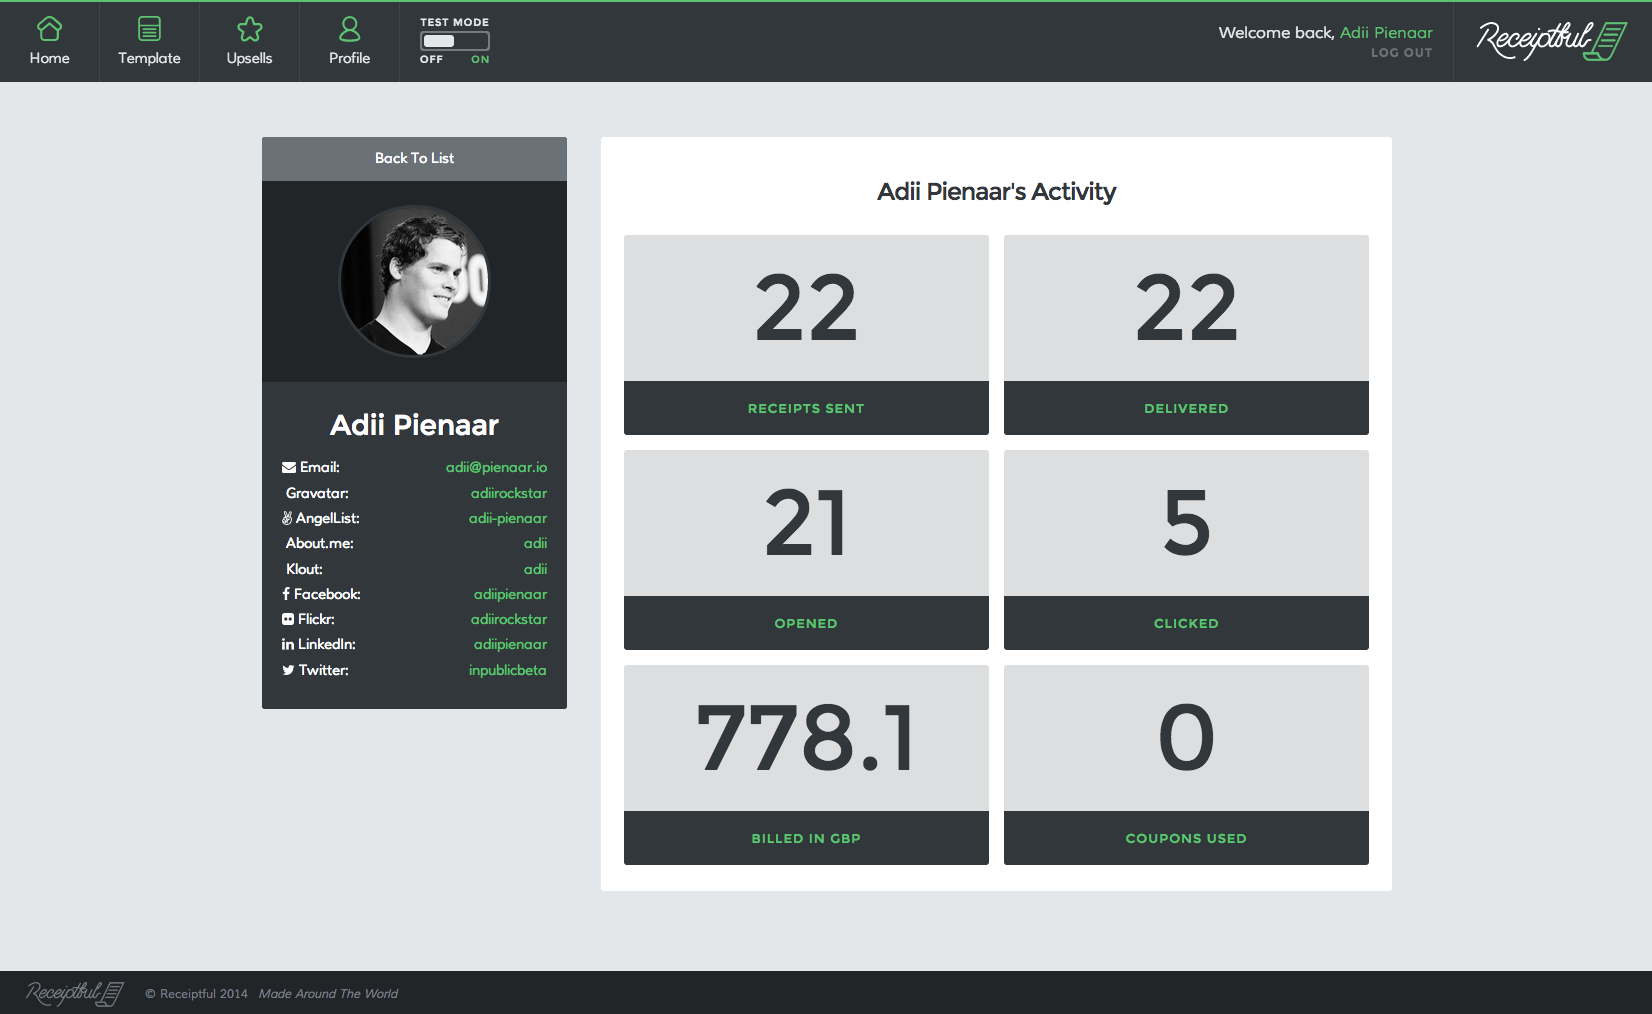 Home
Template
Upsells
Profile
TEST MODE
OFF ON
Welcome back, Adii Pienaar
LOG OUT
Receiptful
Back To List
Adii Pienaar
Email: adii@pienaar.io
Gravatar: adiirockstar
AngelList: adii-pienaar
About.me: adii
Klout: adii
Facebook: adiipienaar
Flickr: adiirockstar
LinkedIn: adiipienaar
Twitter: inpublicbeta
Adii Pienaar's Activity
22
RECEIPTS SENT
22
DELIVERED
21
OPENED
5
CLICKED
778.1
BILLED IN GBP
0
COUPONS USED
Receiptful
© Receiptful 2014 Made Around The World